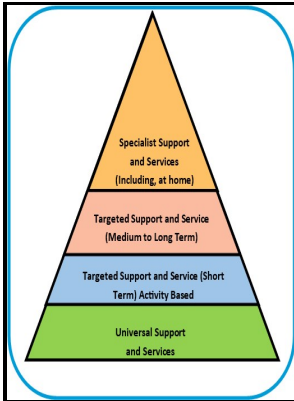 Specialist Support
and Services
(Including, at home)
Targeted Support and Service
(Medium to Long Term)
Targeted Support and Service (Short
Term) Activity Based
Universal Support
and Services